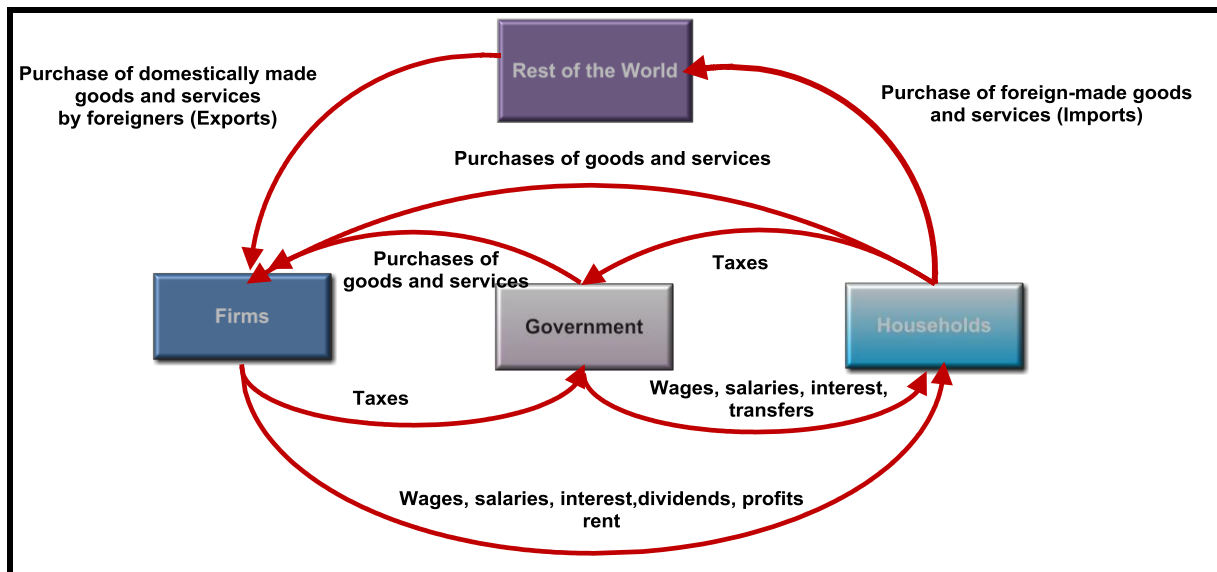 Rest of the World
Purchase of domestically made
goods and services
by foreigners (Exports)
Purchase of foreign-made goods
and services (Imports)
Purchases of goods and services
Purchases of
goods and services
Taxes
Firms
Government
Households
Taxes
Wages, salaries, interest,
transfers
Wages, salaries, interest,dividends, profits
rent